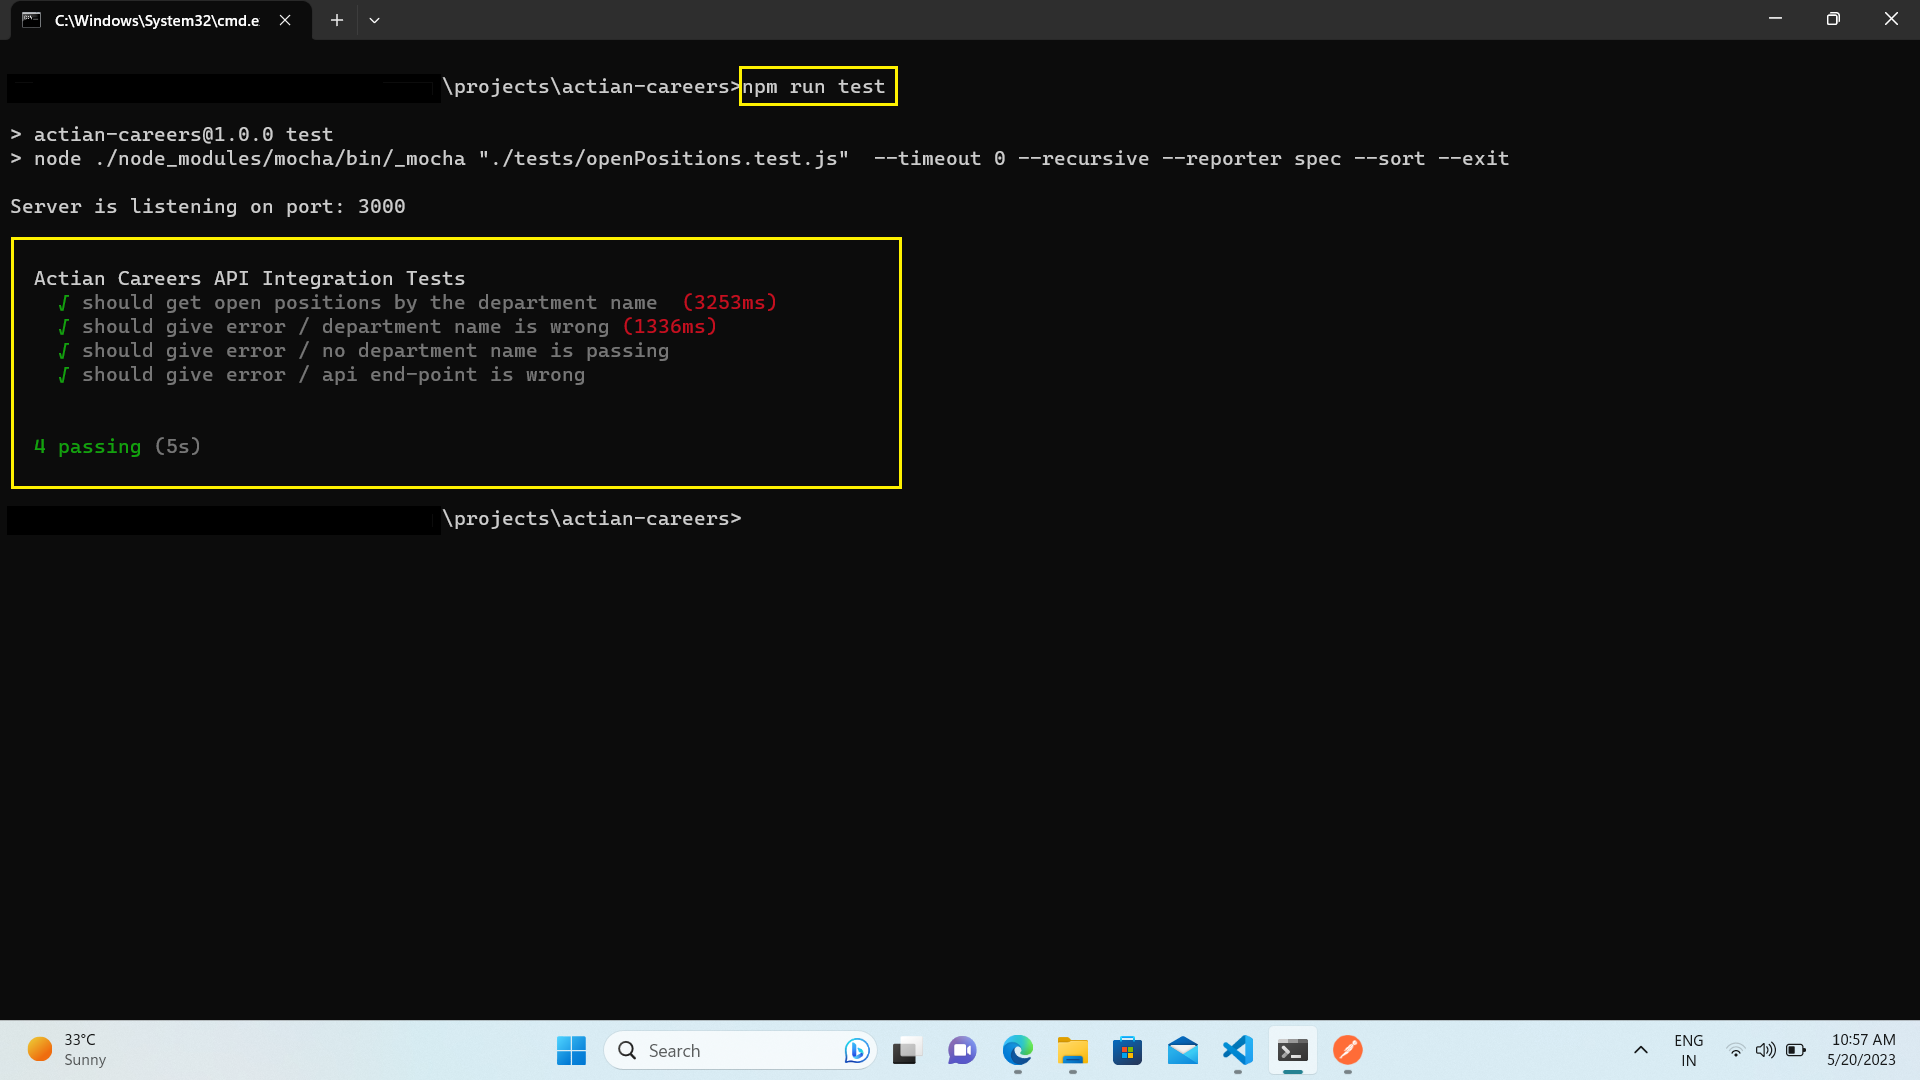 C:\Windows\System32\cmd.e
\projects\actian-careers>npm run test
> actian-careers@1.0.0 test
> node ./node_modules/mocha/bin/_mocha "./tests/openPositions.test.js"  --timeout 0 --recursive --reporter spec --sort --exit
Server is listening on port: 3000
Actian Careers API Integration Tests
√ should get open positions by the department name  (3253ms)
√ should give error / department name is wrong (1336ms)
√ should give error / no department name is passing
√ should give error / api end-point is wrong
4 passing (5s)
\projects\actian-careers>
33°C
Sunny
Search
ENG
IN
10:57 AM
5/20/2023